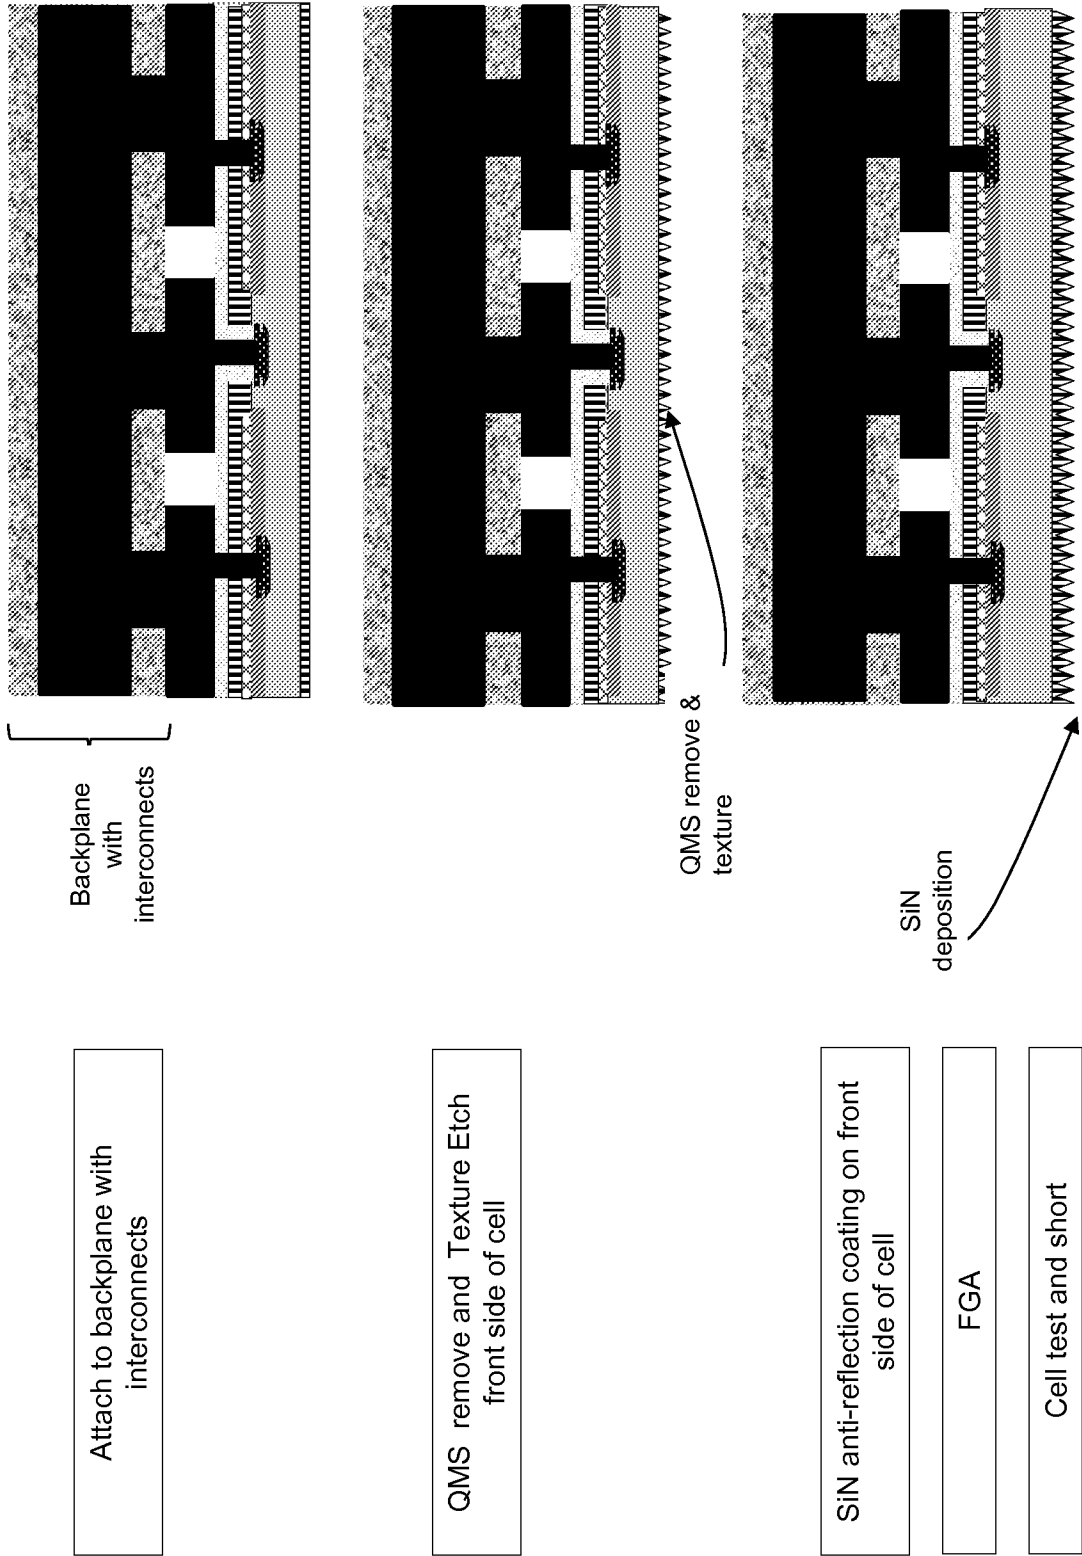 Attach to backplane with
interconnects
Backplane
with
interconnects
QMS remove and Texture Etch
front side of cell
QMS remove &
texture
SiN anti-reflection coating on front
side of cell
SiN
deposition
FGA
Cell test and short